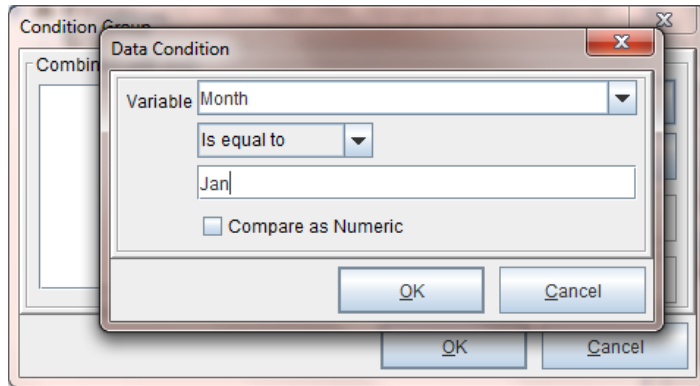 Condition Group
Data Condition
Combin
Variable Month
Is equal to
Jan
Compare as Numeric
OK Cancel
OK Cancel